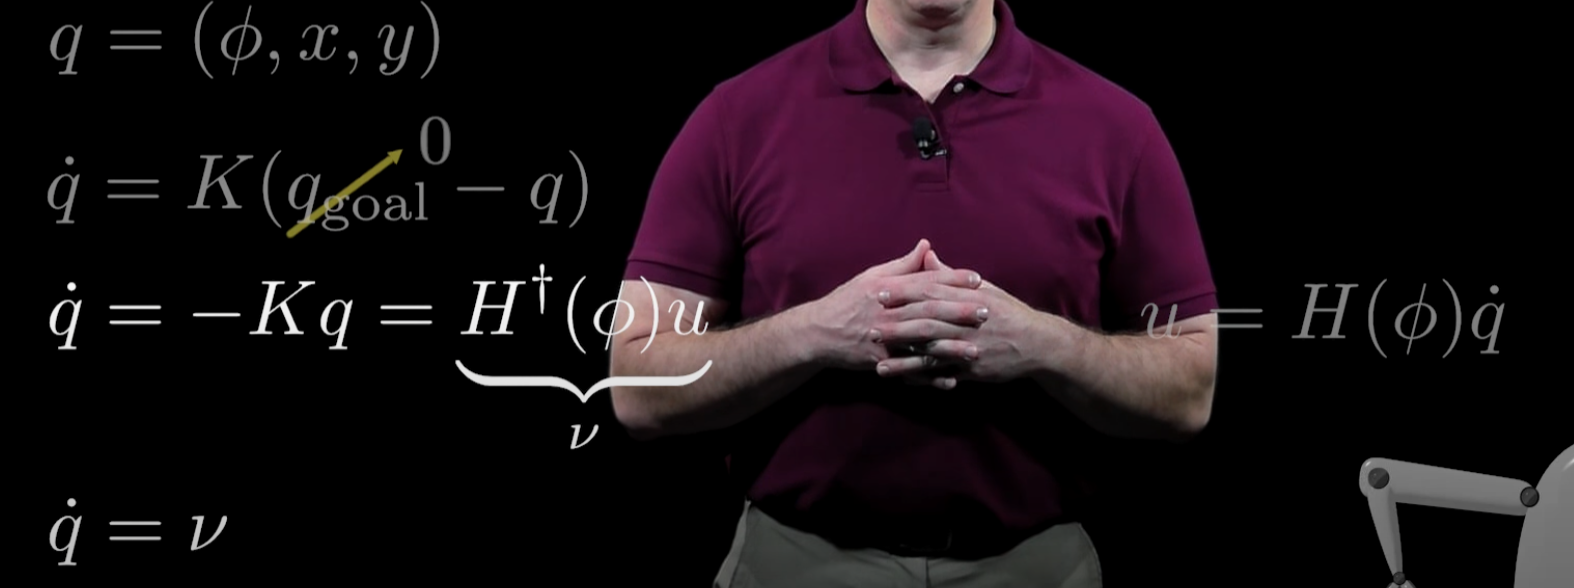 q = (ϕ, x, y)
q̇ = K(q_goal − q) 0
q̇ = −Kq = H†(ϕ)u
ν
u = H(ϕ)q̇
q̇ = ν